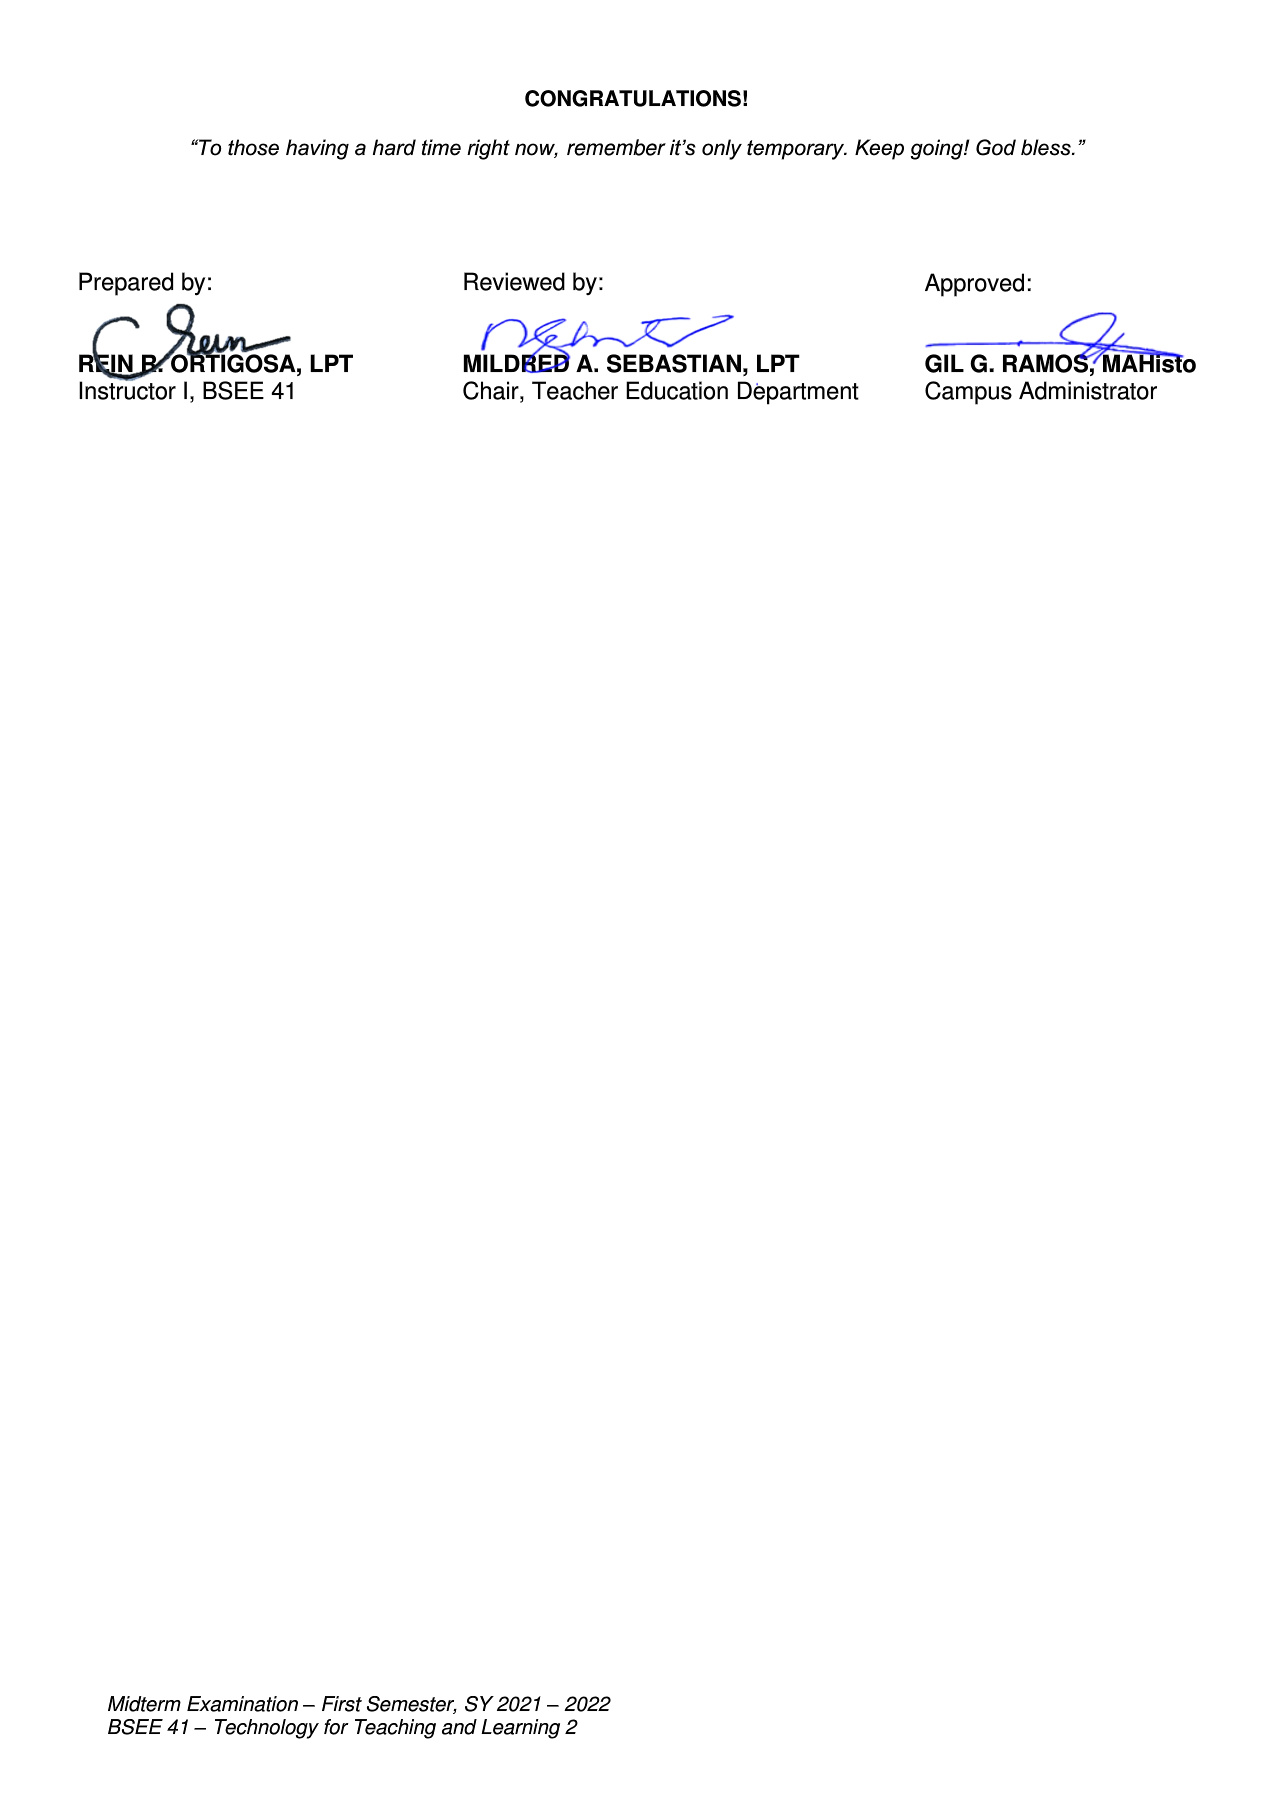 CONGRATULATIONS!
“To those having a hard time right now, remember it’s only temporary. Keep going! God bless.”
Prepared by:
Rein
REIN B. ORTIGOSA, LPT
Instructor I, BSEE 41
Reviewed by:
MILDRED A. SEBASTIAN, LPT
Chair, Teacher Education Department
Approved:
GIL G. RAMOS, MAHisto
Campus Administrator
Midterm Examination – First Semester, SY 2021 – 2022
BSEE 41 – Technology for Teaching and Learning 2